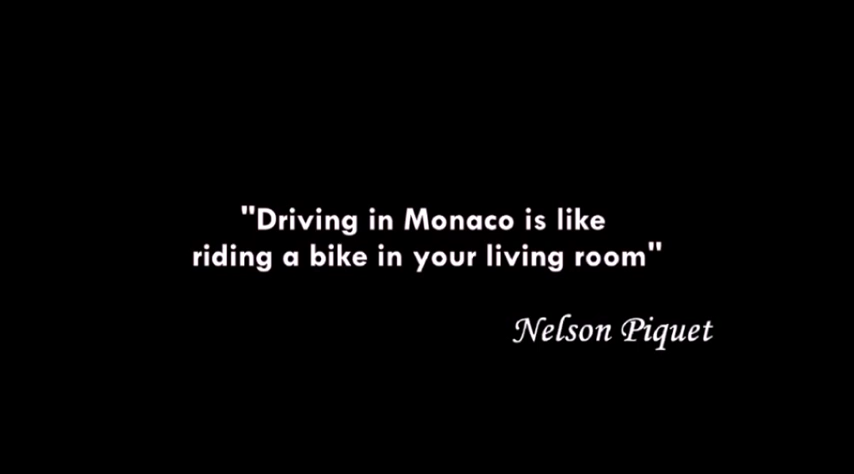 "Driving in Monaco is like
riding a bike in your living room"
Nelson Piquet